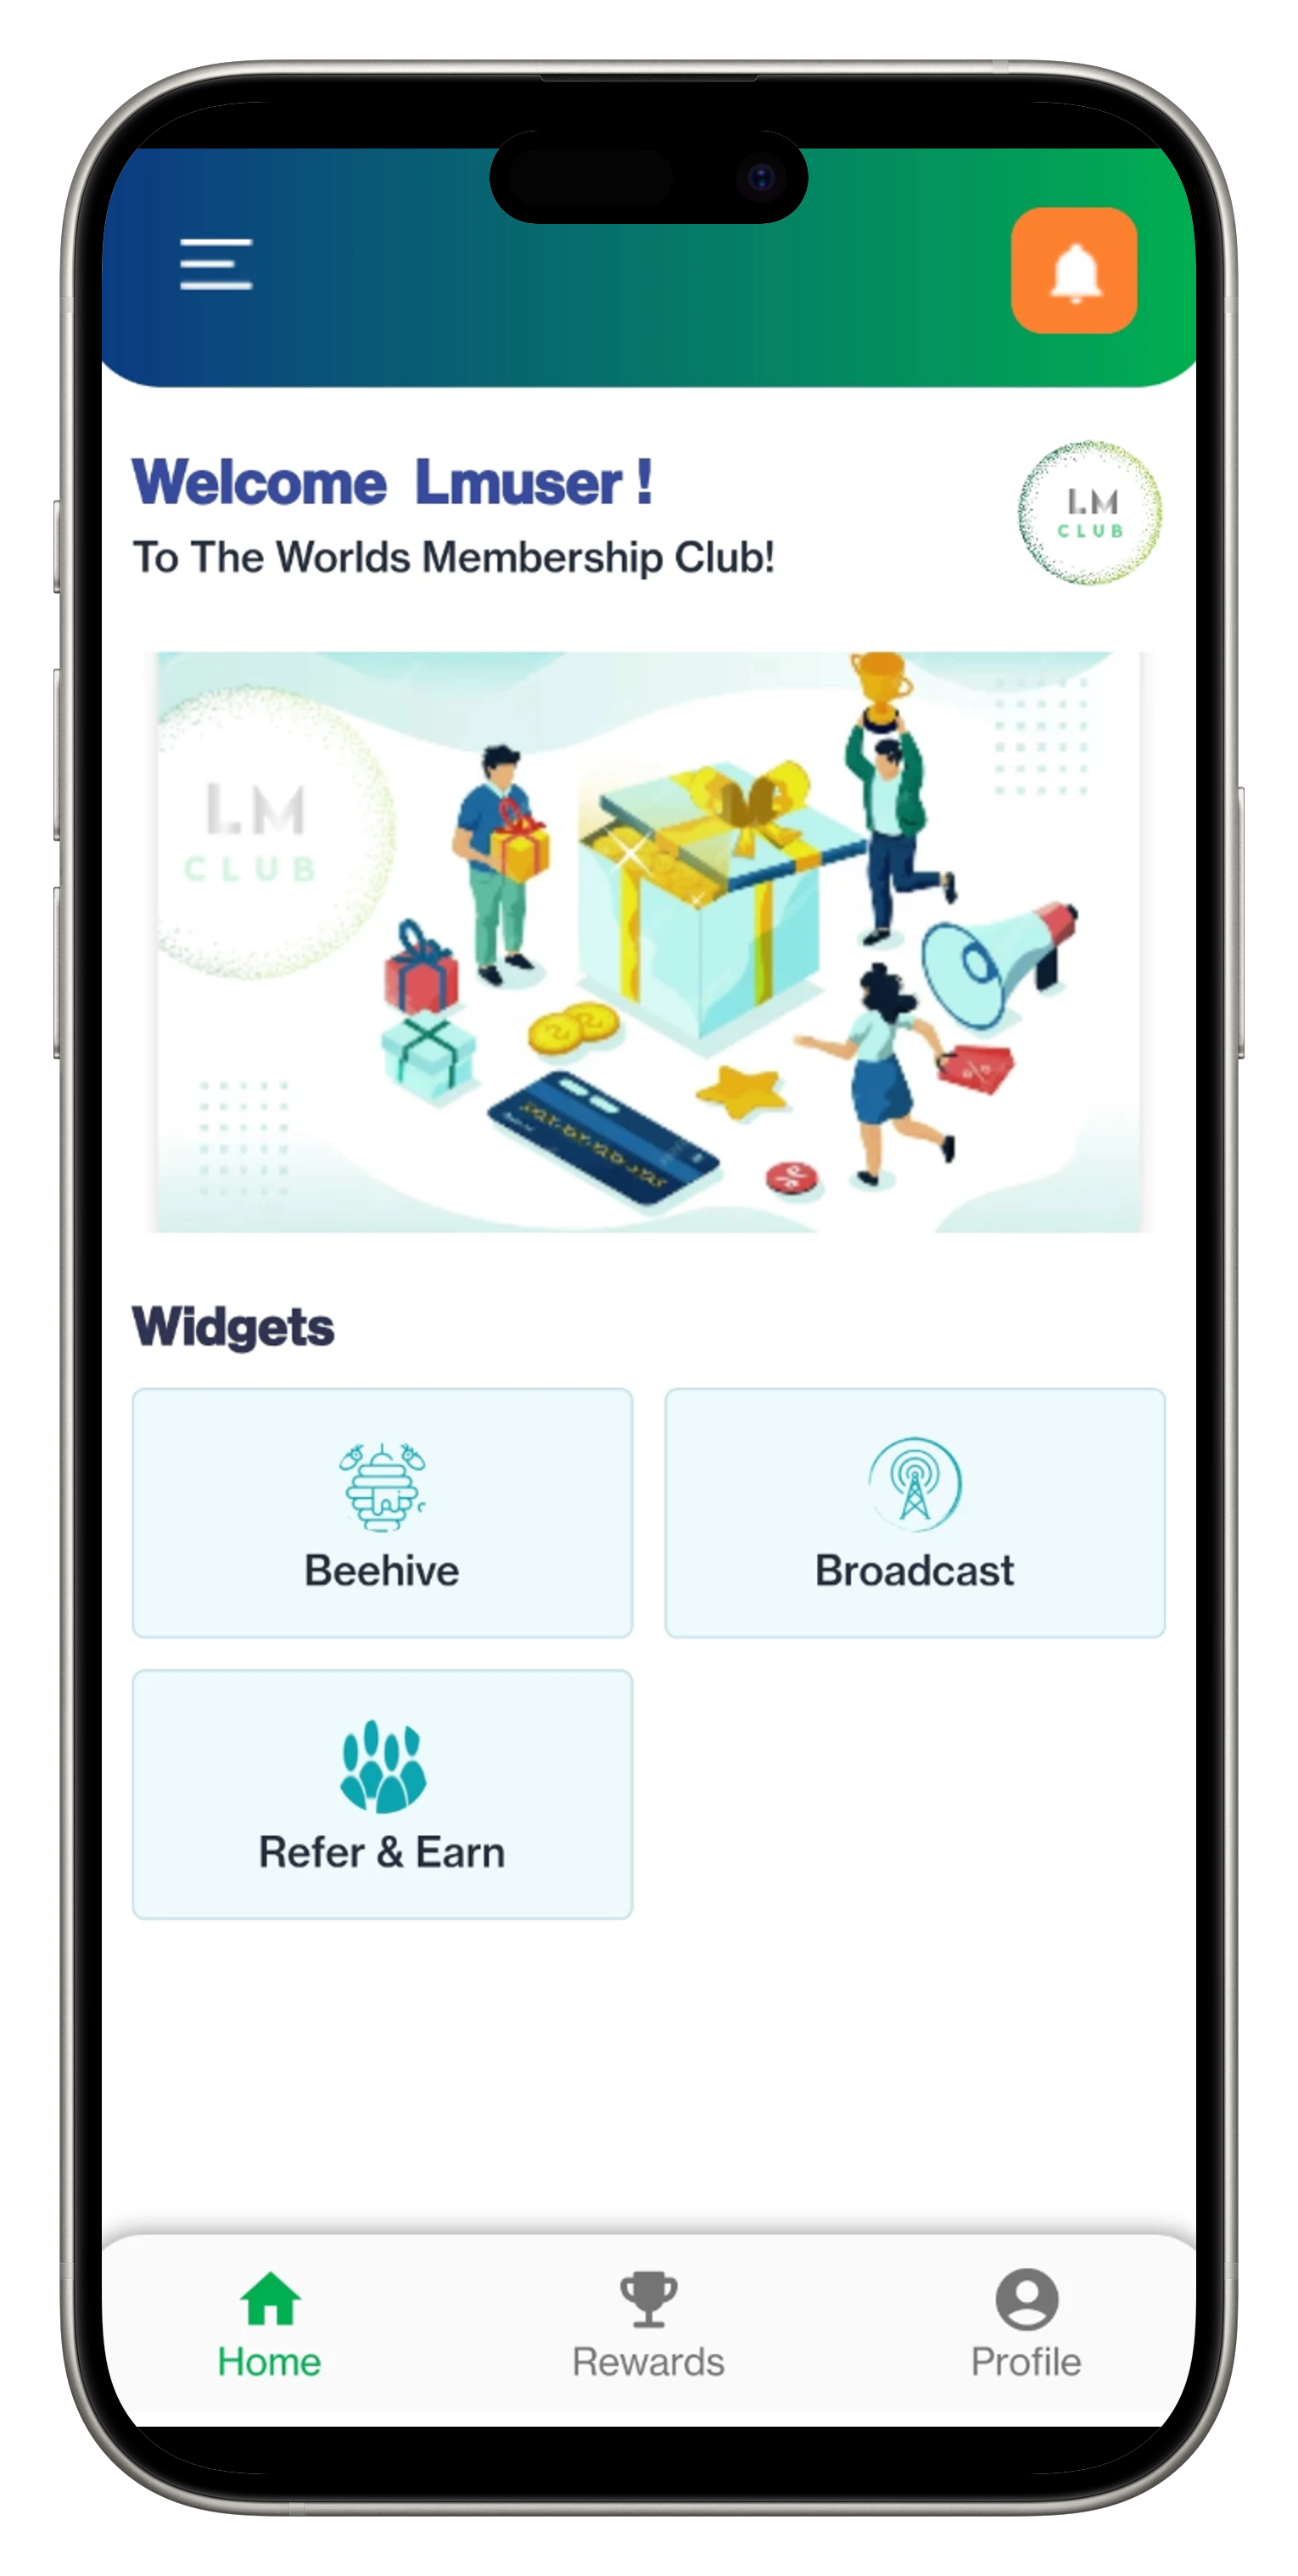 Welcome Lmuser !
To The Worlds Membership Club!
LM
CLUB
LM
CLUB
Widgets
Beehive
Broadcast
Refer & Earn
Home
Rewards
Profile